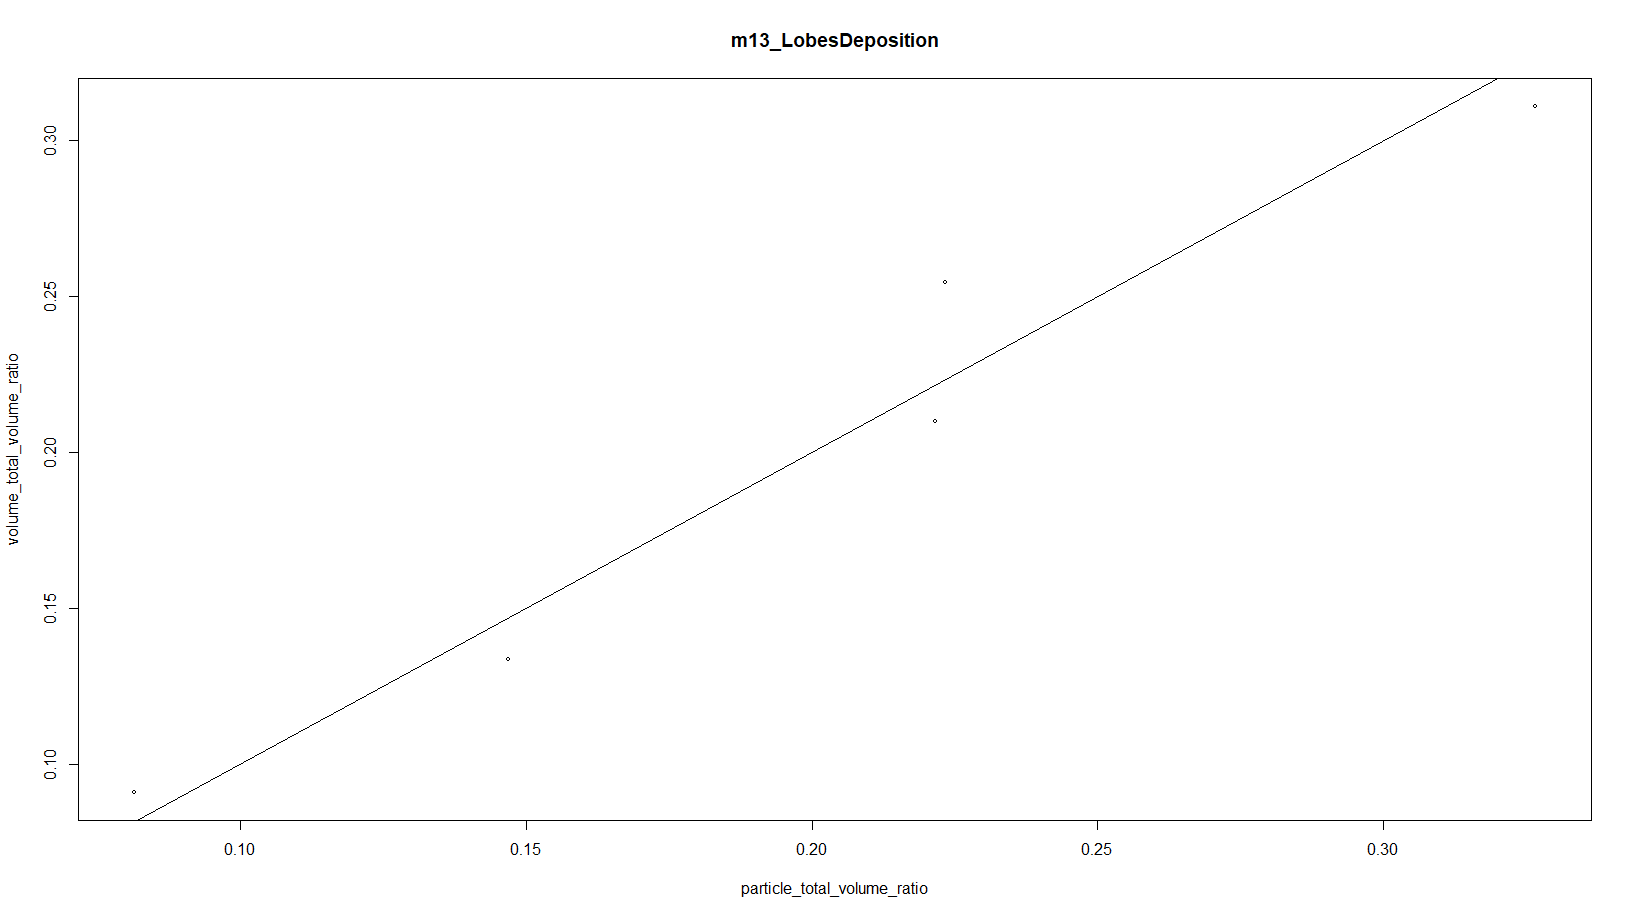 m13_LobesDeposition
volume_total_volume_ratio
0.30
0.25
0.20
0.15
0.10
0.10 0.15 0.20 0.25 0.30
particle_total_volume_ratio